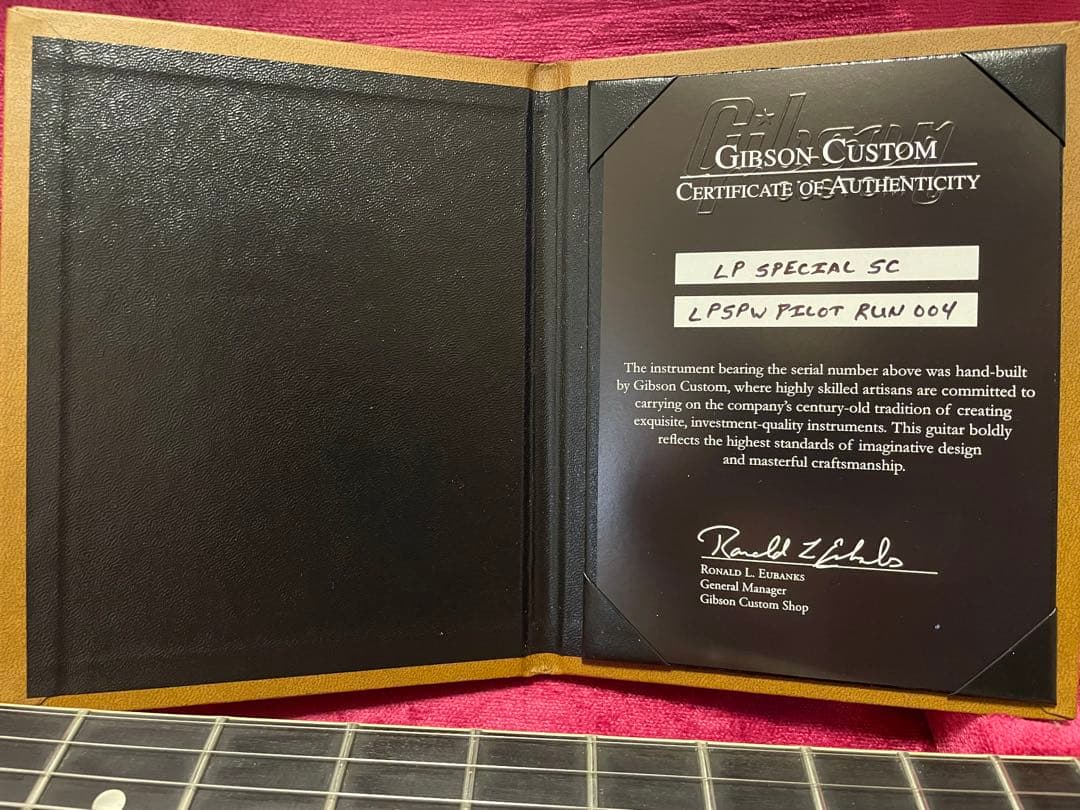 Gibson
CUSTOM
GIBSON CUSTOM
CERTIFICATE OF AUTHENTICITY
LP SPECIAL SC
LPSPW PILOT RUN 004
The instrument bearing the serial number above was hand-built
by Gibson Custom, where highly skilled artisans are committed to
carrying on the company's century-old tradition of creating
exquisite, investment-quality instruments. This guitar boldly
reflects the highest standards of imaginative design
and masterful craftsmanship.
Ronald L Eubanks
RONALD L. EUBANKS
General Manager
Gibson Custom Shop